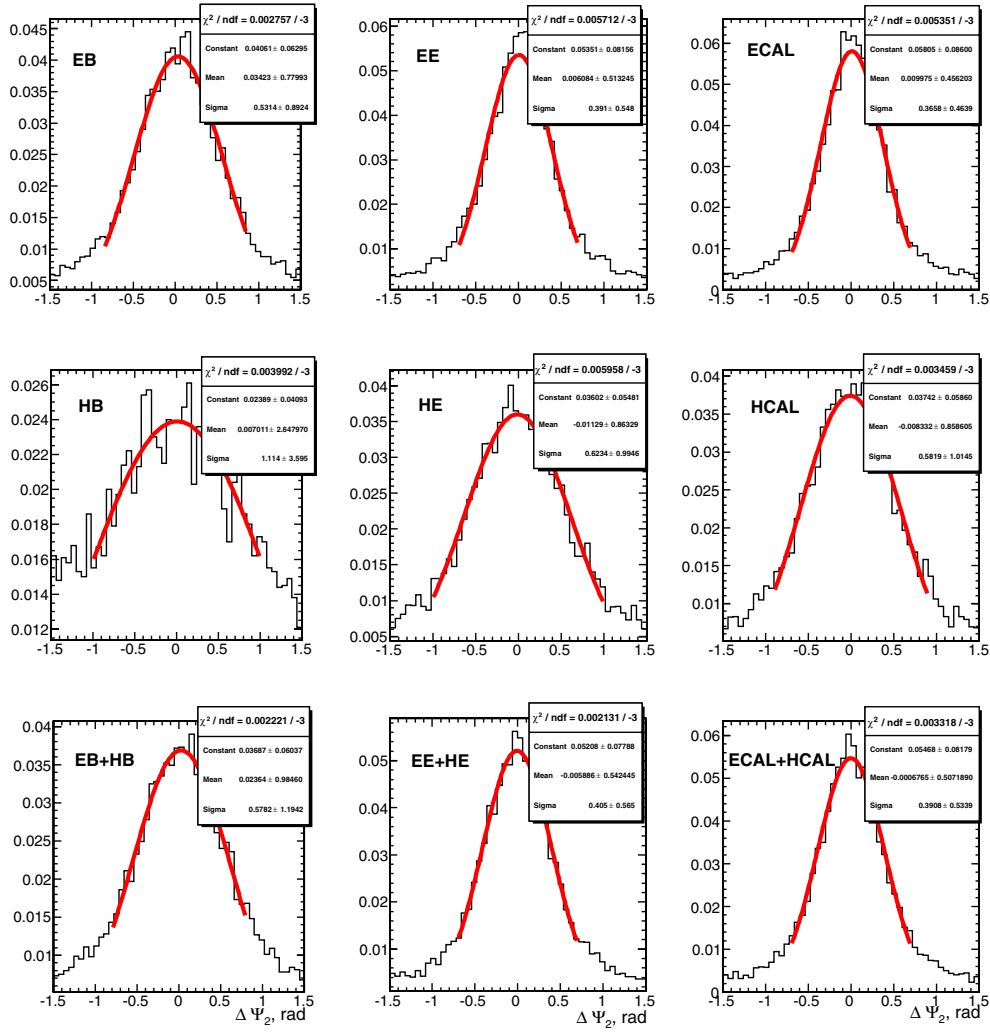 EB
χ² / ndf = 0.002757 / -3
Constant 0.04061 ± 0.06295
Mean 0.03423 ± 0.77993
Sigma 0.5314 ± 0.8924
0.045
0.04
0.035
0.03
0.025
0.02
0.015
0.01
0.005
-1.5 -1 -0.5 0 0.5 1 1.5
EE
χ² / ndf = 0.005712 / -3
Constant 0.05351 ± 0.08156
Mean 0.006084 ± 0.513245
Sigma 0.391 ± 0.548
0.06
0.05
0.04
0.03
0.02
0.01
-1.5 -1 -0.5 0 0.5 1 1.5
ECAL
χ² / ndf = 0.005351 / -3
Constant 0.05805 ± 0.08600
Mean 0.009975 ± 0.456203
Sigma 0.3658 ± 0.4639
0.06
0.05
0.04
0.03
0.02
0.01
0
-1.5 -1 -0.5 0 0.5 1 1.5
HB
χ² / ndf = 0.003992 / -3
Constant 0.02389 ± 0.04093
Mean 0.007011 ± 2.647970
Sigma 1.114 ± 3.595
0.026
0.024
0.022
0.02
0.018
0.016
0.014
0.012
-1.5 -1 -0.5 0 0.5 1 1.5
HE
χ² / ndf = 0.005958 / -3
Constant 0.03602 ± 0.05481
Mean -0.01129 ± 0.86329
Sigma 0.6234 ± 0.9946
0.04
0.035
0.03
0.025
0.02
0.015
0.01
0.005
-1.5 -1 -0.5 0 0.5 1 1.5
HCAL
χ² / ndf = 0.003459 / -3
Constant 0.03742 ± 0.05860
Mean -0.008332 ± 0.858605
Sigma 0.5819 ± 1.0145
0.04
0.035
0.03
0.025
0.02
0.015
0.01
-1.5 -1 -0.5 0 0.5 1 1.5
EB+HB
χ² / ndf = 0.002221 / -3
Constant 0.03687 ± 0.06037
Mean 0.02364 ± 0.98460
Sigma 0.5782 ± 1.1942
0.04
0.035
0.03
0.025
0.02
0.015
0.01
-1.5 -1 -0.5 0 0.5 1 1.5
Δ Ψ₂, rad
EE+HE
χ² / ndf = 0.002131 / -3
Constant 0.05208 ± 0.07788
Mean -0.005886 ± 0.542445
Sigma 0.405 ± 0.565
0.05
0.04
0.03
0.02
0.01
-1.5 -1 -0.5 0 0.5 1 1.5
Δ Ψ₂, rad
ECAL+HCAL
χ² / ndf = 0.003318 / -3
Constant 0.05468 ± 0.08179
Mean -0.0006765 ± 0.5071890
Sigma 0.3908 ± 0.5339
0.06
0.05
0.04
0.03
0.02
0.01
0
-1.5 -1 -0.5 0 0.5 1 1.5
Δ Ψ₂, rad